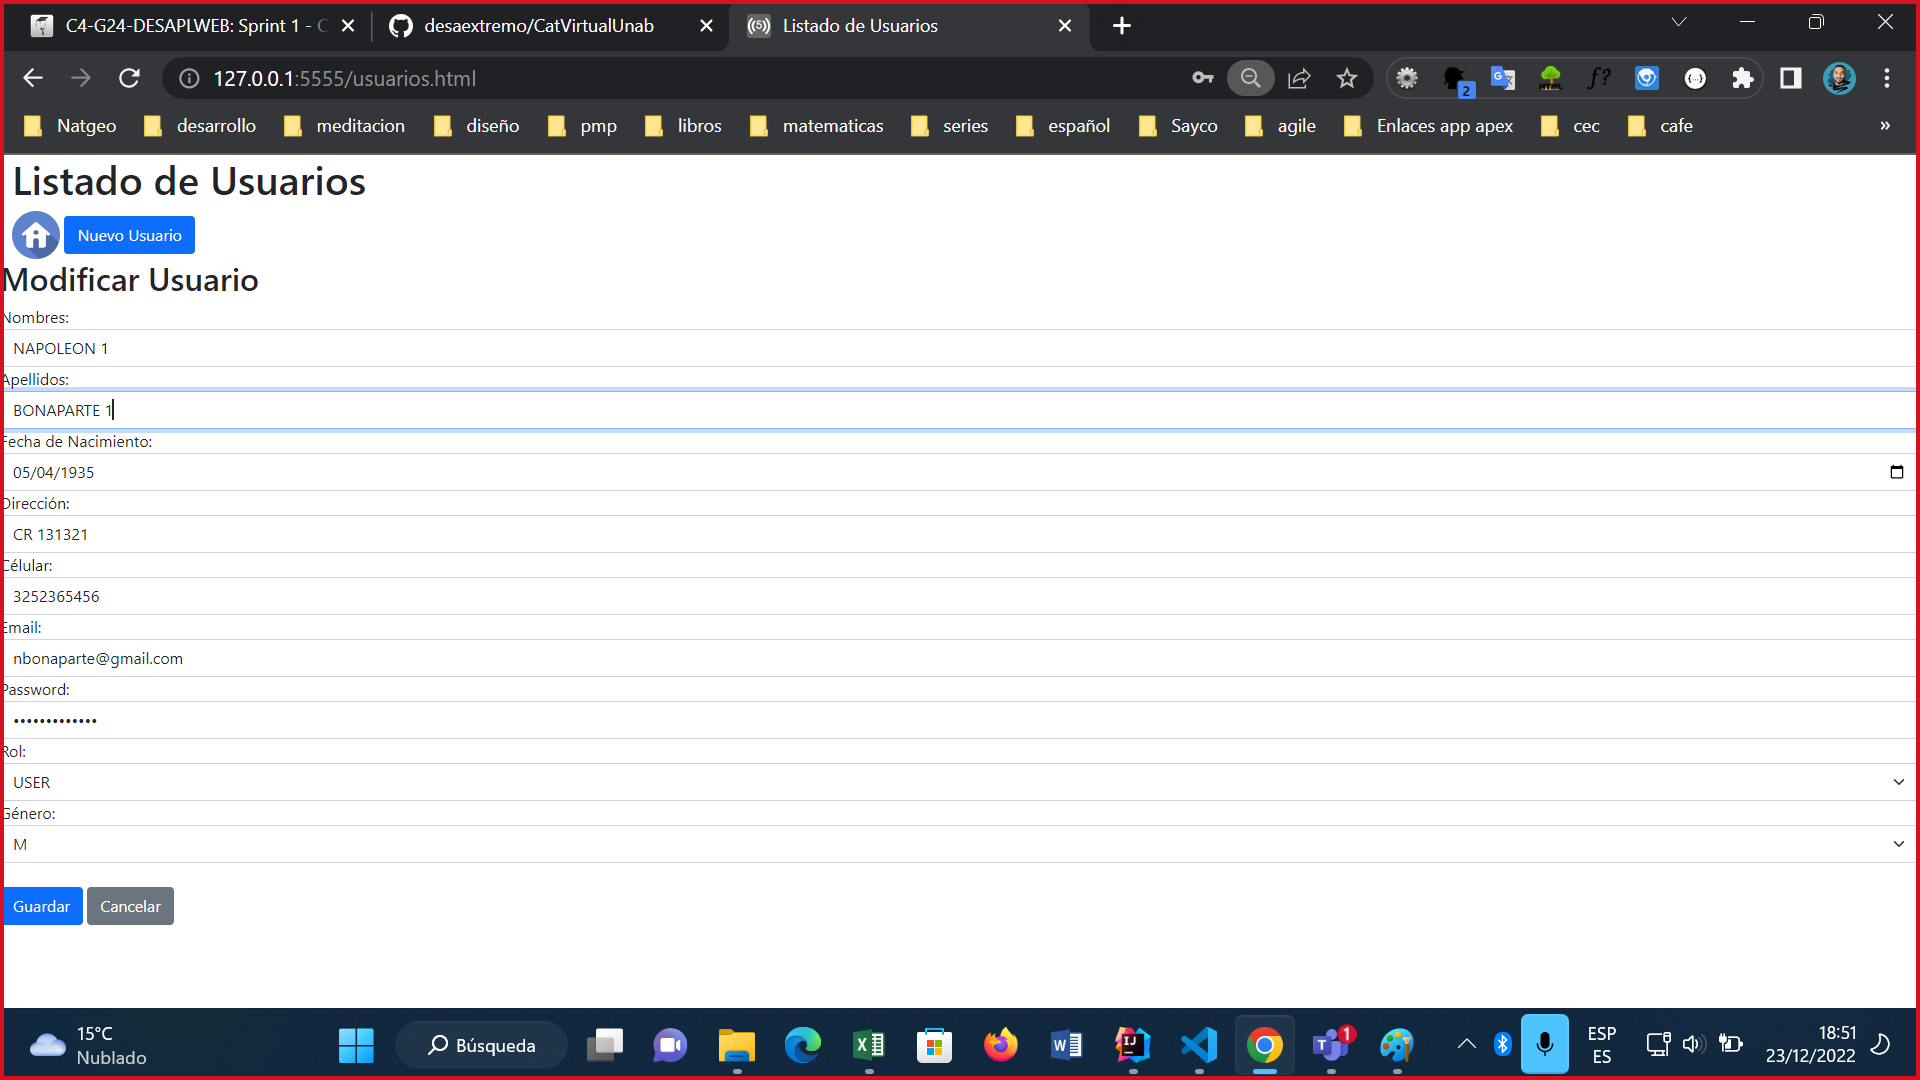 C4-G24-DESAPLWEB: Sprint 1 - C
desaextremo/CatVirtualUnab
Listado de Usuarios
127.0.0.1:5555/usuarios.html
2
Natgeo desarrollo meditacion diseño pmp libros matematicas series español Sayco agile Enlaces app apex cec cafe »
Listado de Usuarios
Nuevo Usuario
Modificar Usuario
Nombres:
NAPOLEON 1
Apellidos:
BONAPARTE 1
Fecha de Nacimiento:
05/04/1935
Dirección:
CR 131321
Célular:
3252365456
Email:
nbonaparte@gmail.com
Password:
•••••••••••••
Rol:
USER
Género:
M
Guardar Cancelar
15°C
Nublado
Búsqueda
1
ESP
ES
18:51
23/12/2022